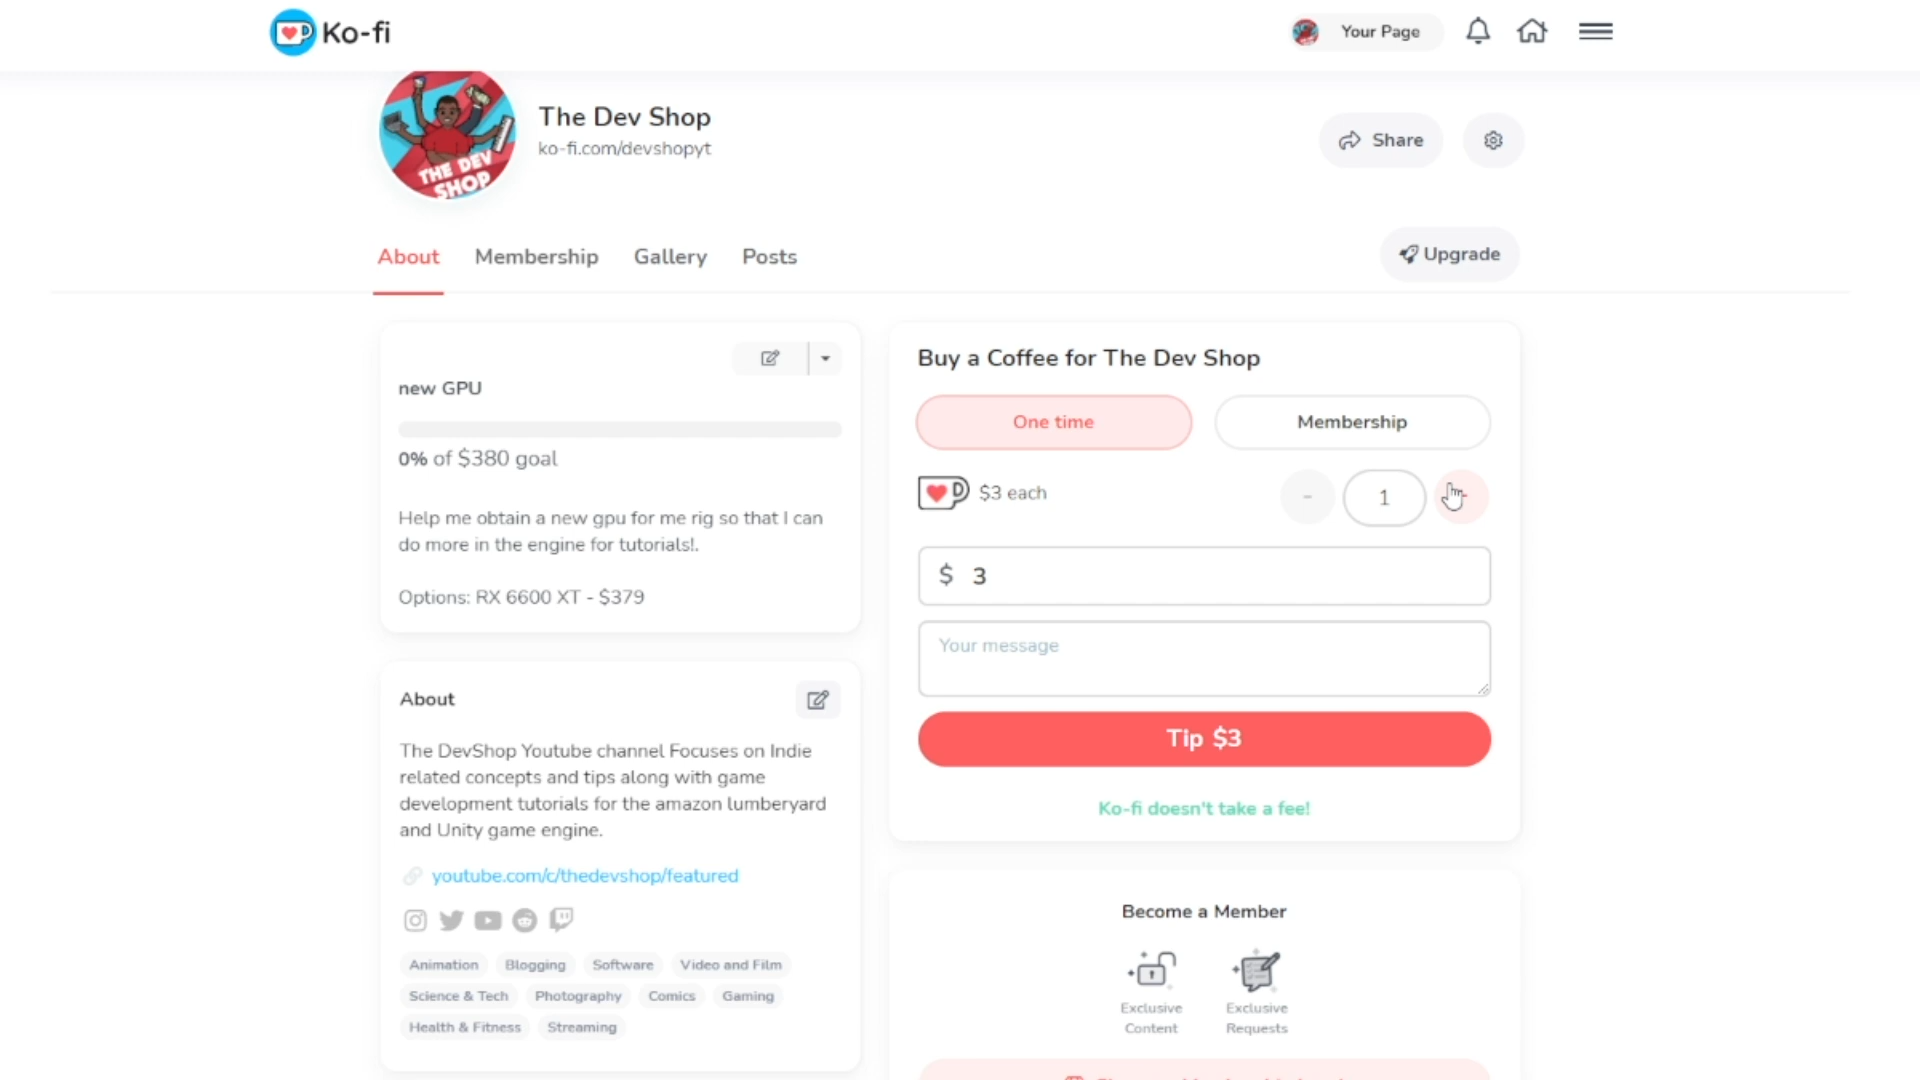 Ko-fi
Your Page
THE DEV
SHOP
The Dev Shop
ko-fi.com/devshopyt
Share
About
Membership
Gallery
Posts
Upgrade
new GPU
0% of $380 goal
Help me obtain a new gpu for me rig so that I can
do more in the engine for tutorials!.
Options: RX 6600 XT - $379
About
The DevShop Youtube channel Focuses on Indie
related concepts and tips along with game
development tutorials for the amazon lumberyard
and Unity game engine.
youtube.com/c/thedevshop/featured
Animation Blogging Software Video and Film
Science & Tech Photography Comics Gaming
Health & Fitness Streaming
Buy a Coffee for The Dev Shop
One time
Membership
$3 each
- 1
$ 3
Your message
Tip $3
Ko-fi doesn't take a fee!
Become a Member
Exclusive
Content
Exclusive
Requests